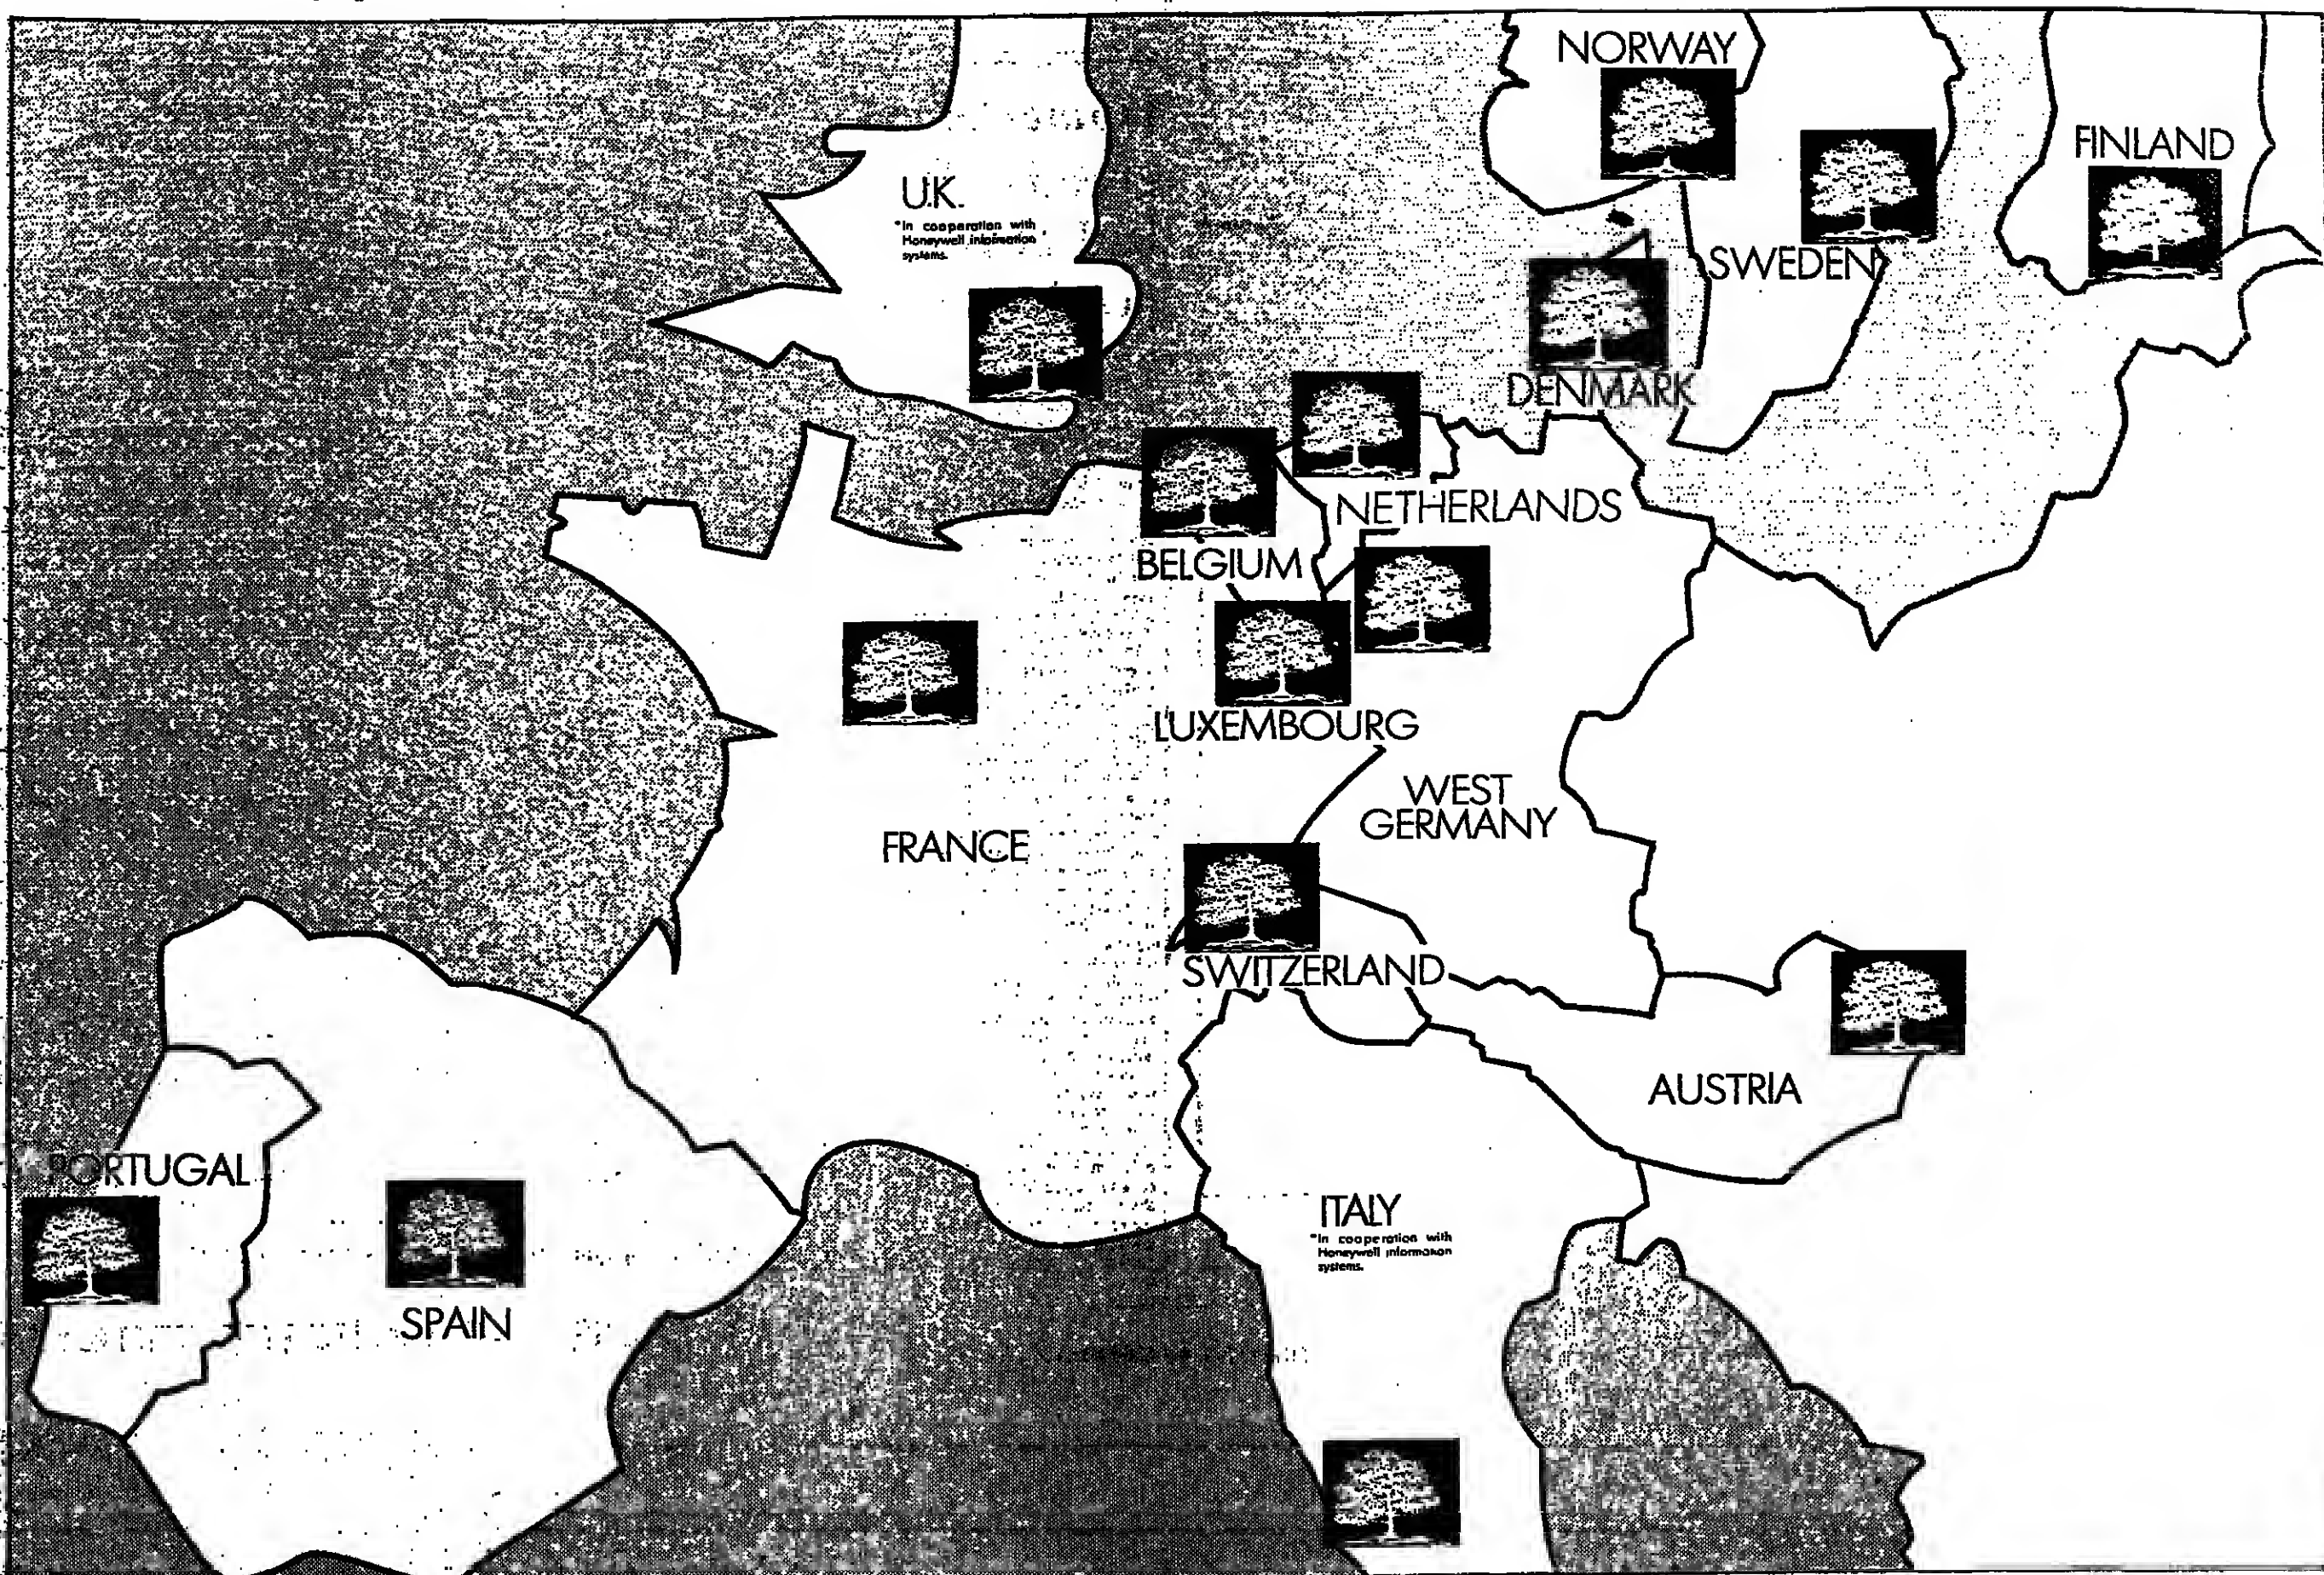 NORWAY
FINLAND
U.K.
*In cooperation with
Honeywell information
systems.
SWEDEN
DENMARK
NETHERLANDS
BELGIUM
LUXEMBOURG
WEST
GERMANY
FRANCE
SWITZERLAND
AUSTRIA
PORTUGAL
ITALY
*In cooperation with
Honeywell information
systems.
SPAIN